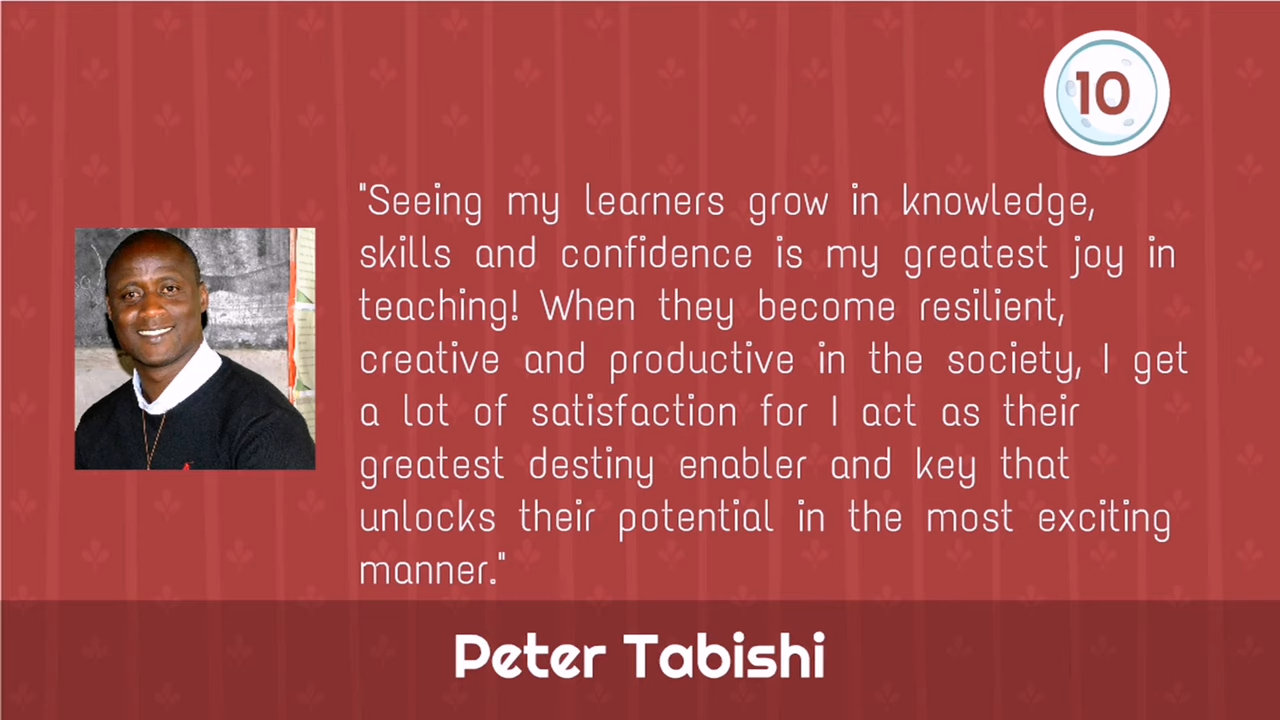 10
"Seeing my learners grow in knowledge,
skills and confidence is my greatest joy in
teaching! When they become resilient,
creative and productive in the society, I get
a lot of satisfaction for I act as their
greatest destiny enabler and key that
unlocks their potential in the most exciting
manner."
Peter Tabishi